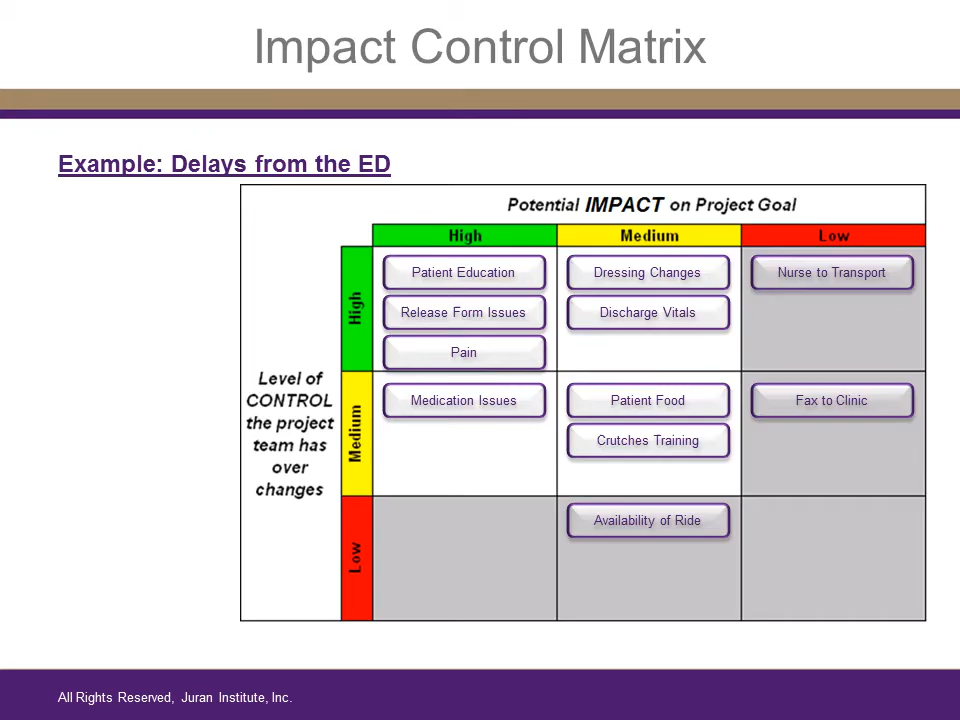 Impact Control Matrix
Example: Delays from the ED
Potential IMPACT on Project Goal
High
Medium
Low
Level of
CONTROL
the project
team has
over
changes
High
Patient Education
Dressing Changes
Nurse to Transport
Release Form Issues
Discharge Vitals
Pain
Medium
Medication Issues
Patient Food
Fax to Clinic
Crutches Training
Low
Availability of Ride
All Rights Reserved, Juran Institute, Inc.